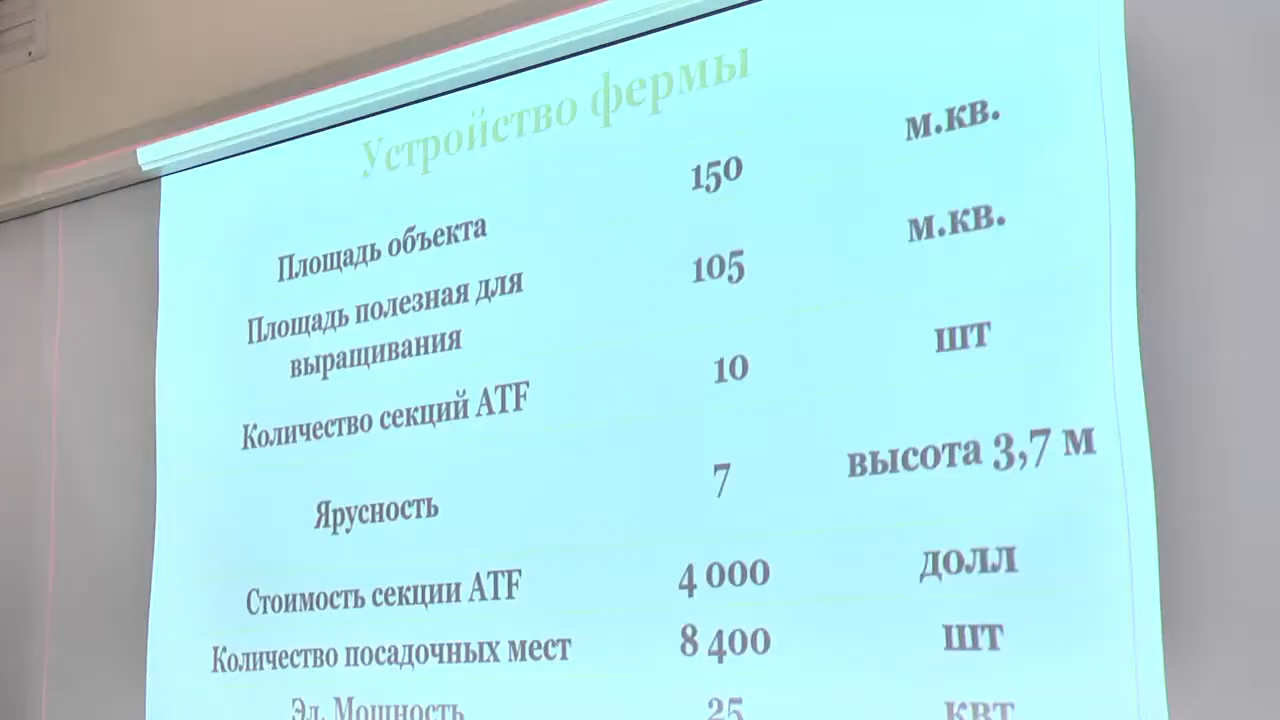 Устройство фермы
Площадь объекта 150 м.кв.
Площадь полезная для
выращивания 105 м.кв.
Количество секций ATF 10 шт
Ярусность 7 высота 3,7 м
Стоимость секции ATF 4 000 долл
Количество посадочных мест 8 400 шт
Эл. Мощность 25 квт